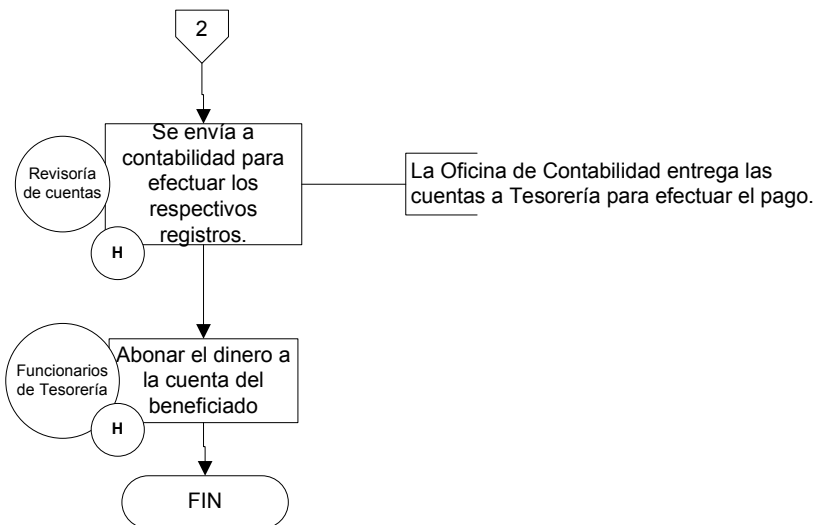 2
Se envía a
contabilidad para
efectuar los
respectivos
registros.
Revisoría
de cuentas
H
La Oficina de Contabilidad entrega las
cuentas a Tesorería para efectuar el pago.
Abonar el dinero a
la cuenta del
beneficiado
Funcionarios
de Tesorería
H
FIN